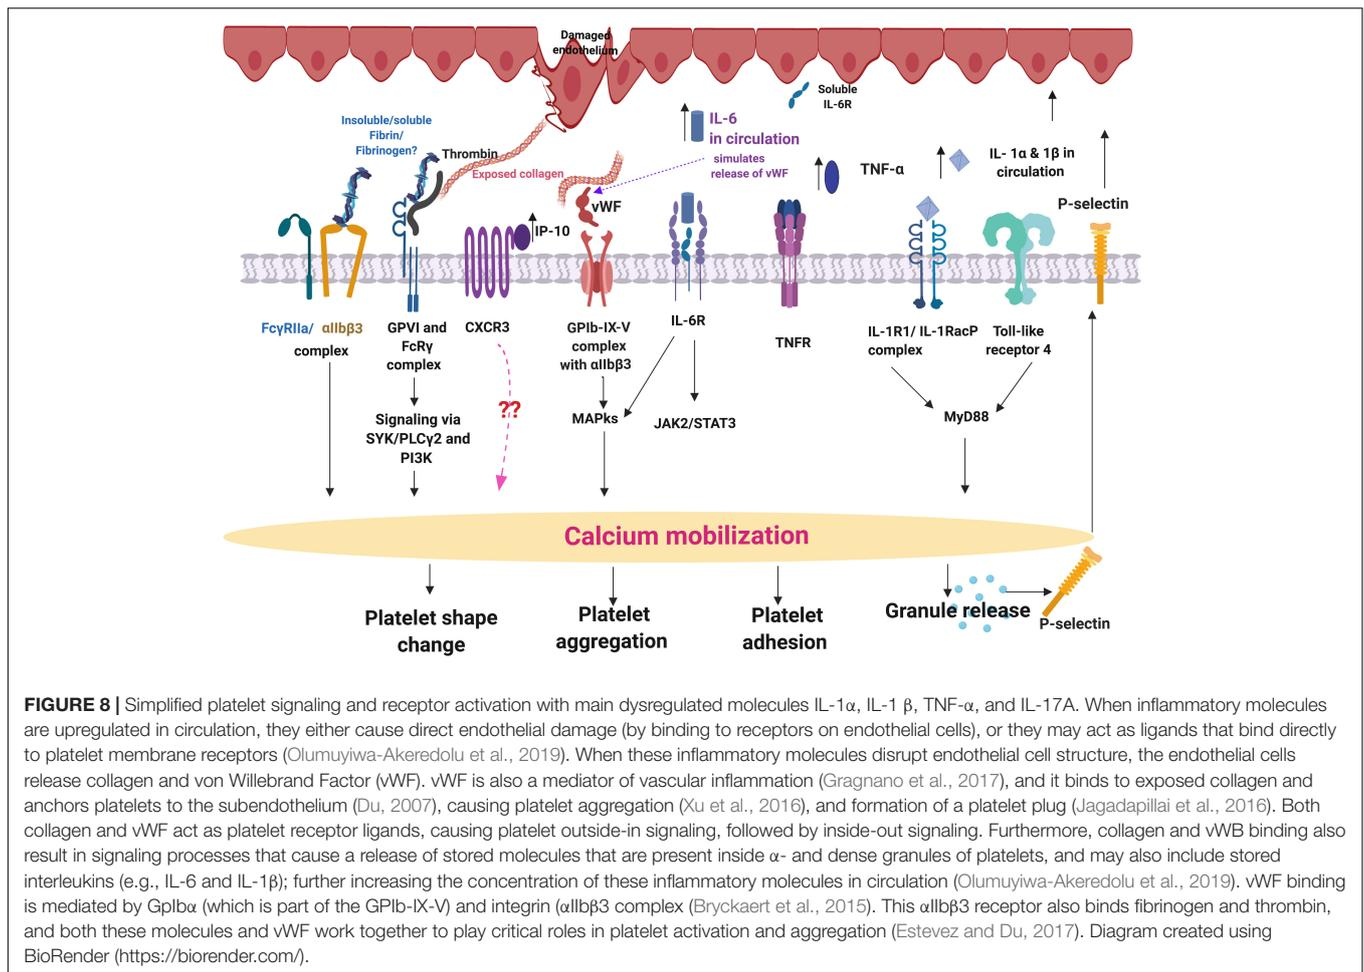 Damaged
endothelium
Soluble
IL-6R
Insoluble/soluble
Fibrin/
Fibrinogen?
Thrombin
Exposed collagen
IL-6
in circulation
simulates
release of vWF
vWF
IP-10
TNF-α
IL- 1α & 1β in
circulation
P-selectin
FcγRIIa/ αIIbβ3
complex
GPVI and
FcRγ
complex
CXCR3
GPIb-IX-V
complex
with αIIbβ3
IL-6R
TNFR
IL-1R1/ IL-1RacP
complex
Toll-like
receptor 4
Signaling via
SYK/PLCγ2 and
PI3K
??
MAPks
JAK2/STAT3
MyD88
Calcium mobilization
Platelet shape
change
Platelet
aggregation
Platelet
adhesion
Granule release
P-selectin
FIGURE 8 | Simplified platelet signaling and receptor activation with main dysregulated molecules IL-1α, IL-1 β, TNF-α, and IL-17A. When inflammatory molecules
are upregulated in circulation, they either cause direct endothelial damage (by binding to receptors on endothelial cells), or they may act as ligands that bind directly
to platelet membrane receptors (Olumuyiwa-Akeredolu et al., 2019). When these inflammatory molecules disrupt endothelial cell structure, the endothelial cells
release collagen and von Willebrand Factor (vWF). vWF is also a mediator of vascular inflammation (Gragnano et al., 2017), and it binds to exposed collagen and
anchors platelets to the subendothelium (Du, 2007), causing platelet aggregation (Xu et al., 2016), and formation of a platelet plug (Jagadapillai et al., 2016). Both
collagen and vWF act as platelet receptor ligands, causing platelet outside-in signaling, followed by inside-out signaling. Furthermore, collagen and vWB binding also
result in signaling processes that cause a release of stored molecules that are present inside α- and dense granules of platelets, and may also include stored
interleukins (e.g., IL-6 and IL-1β); further increasing the concentration of these inflammatory molecules in circulation (Olumuyiwa-Akeredolu et al., 2019). vWF binding
is mediated by GpIbα (which is part of the GPIb-IX-V) and integrin (αIIbβ3 complex (Bryckaert et al., 2015). This αIIbβ3 receptor also binds fibrinogen and thrombin,
and both these molecules and vWF work together to play critical roles in platelet activation and aggregation (Estevez and Du, 2017). Diagram created using
BioRender (https://biorender.com/).